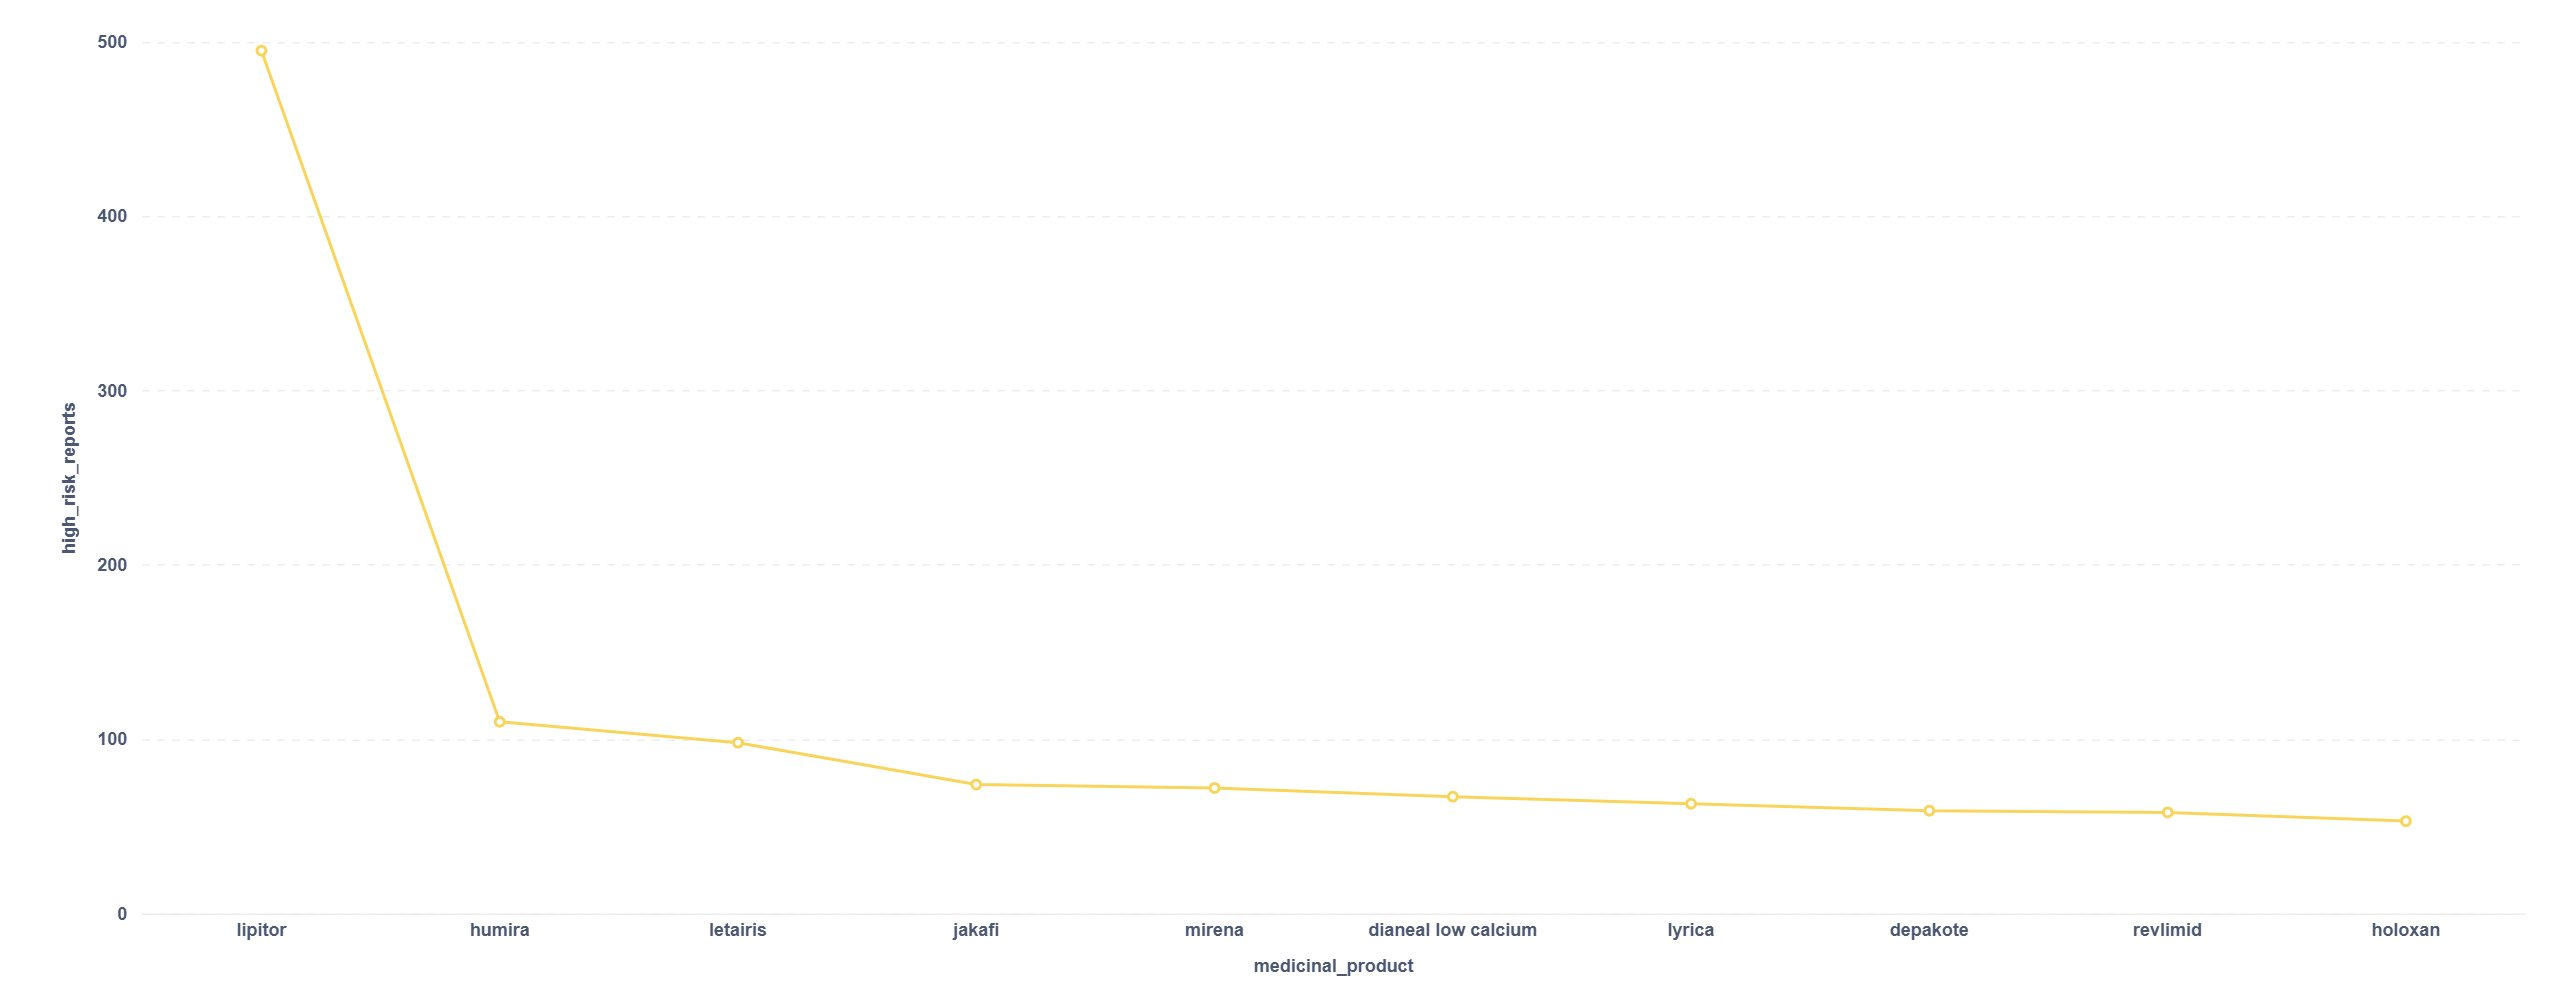 500
400
300
200
100
0
high_risk_reports
lipitor humira letairis jakafi mirena dianeal low calcium lyrica depakote revlimid holoxan
medicinal_product